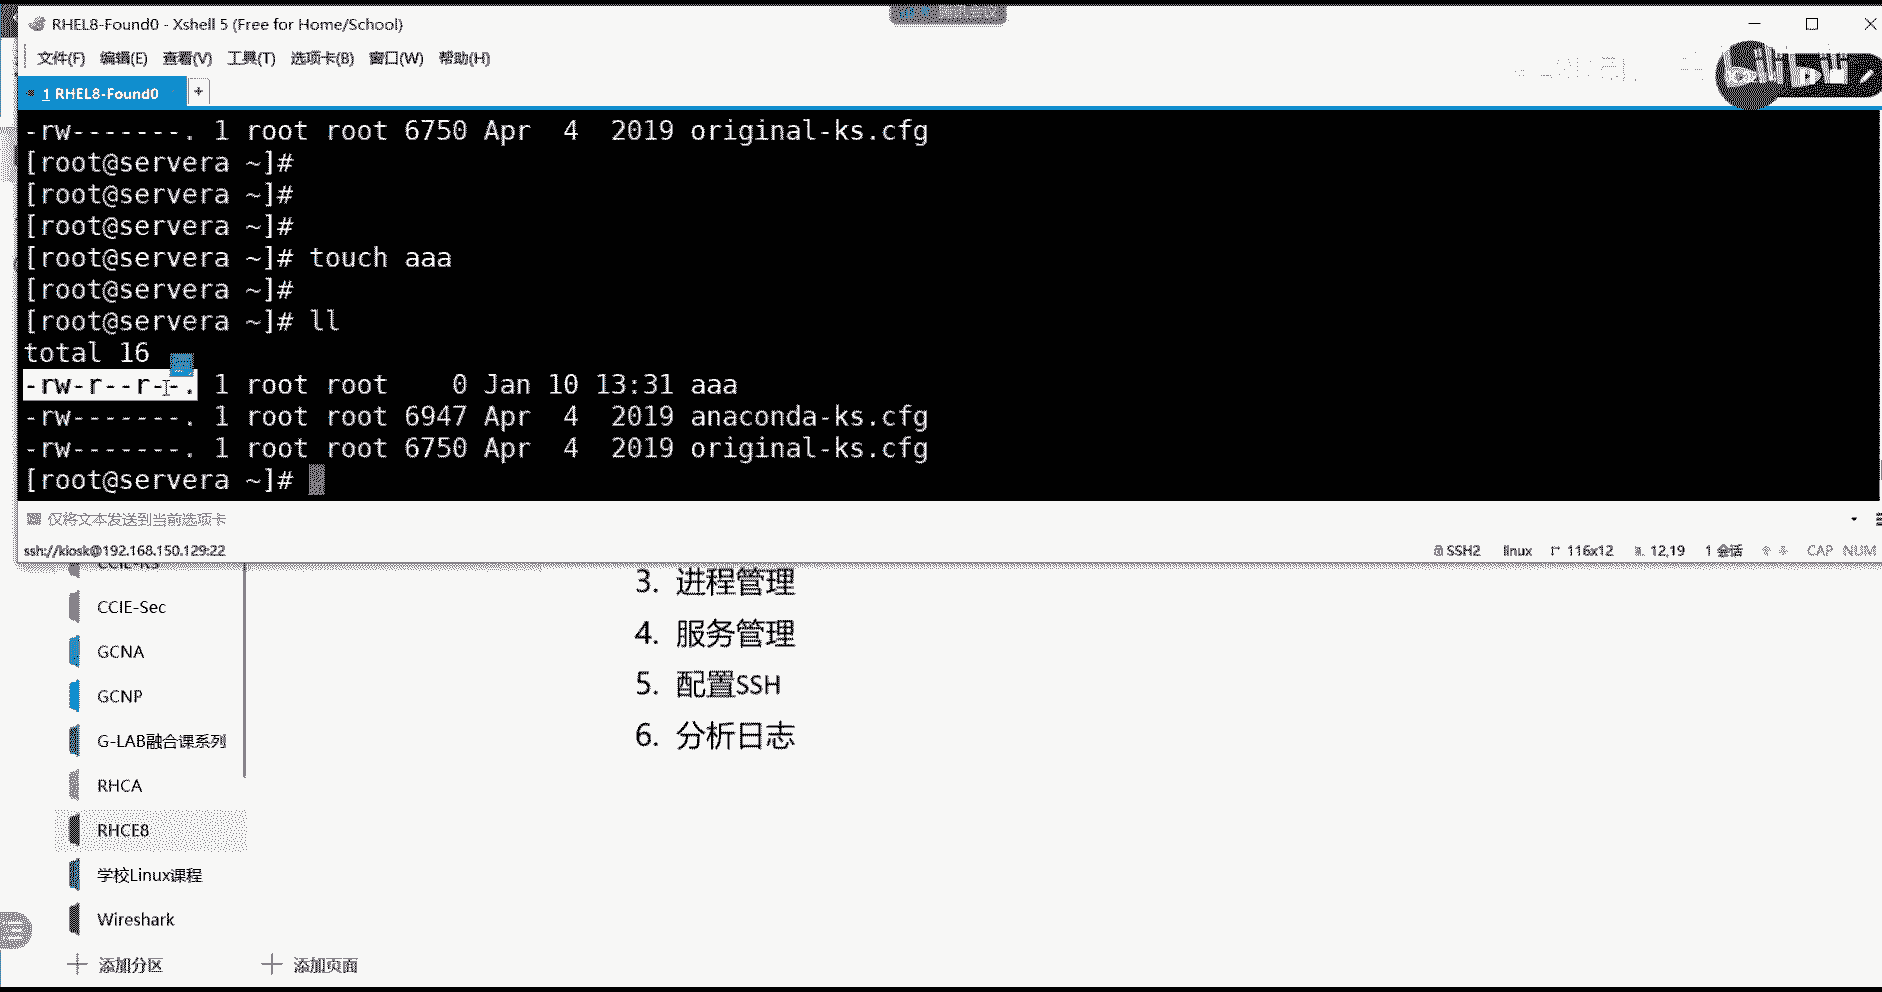 RHEL8-Found0 - Xshell 5 (Free for Home/School)
文件(F) 编辑(E) 查看(V) 工具(T) 选项卡(B) 窗口(W) 帮助(H)
1 RHEL8-Found0 +
-rw-------. 1 root root 6750 Apr  4  2019 original-ks.cfg
[root@servera ~]#
[root@servera ~]#
[root@servera ~]#
[root@servera ~]# touch aaa
[root@servera ~]#
[root@servera ~]# ll
total 16
-rw-r--r--. 1 root root    0 Jan 10 13:31 aaa
-rw-------. 1 root root 6947 Apr  4  2019 anaconda-ks.cfg
-rw-------. 1 root root 6750 Apr  4  2019 original-ks.cfg
[root@servera ~]#
仅将文本发送到当前选项卡
ssh://kiosk@192.168.150.129:22 SSH2 linux 116x12 12,19 1 会话 CAP NUM
3. 进程管理
4. 服务管理
5. 配置SSH
6. 分析日志
CCIE-Sec
GCNA
GCNP
G-LAB融合课系列
RHCA
RHCE8
学校Linux课程
Wireshark
添加分区 添加页面